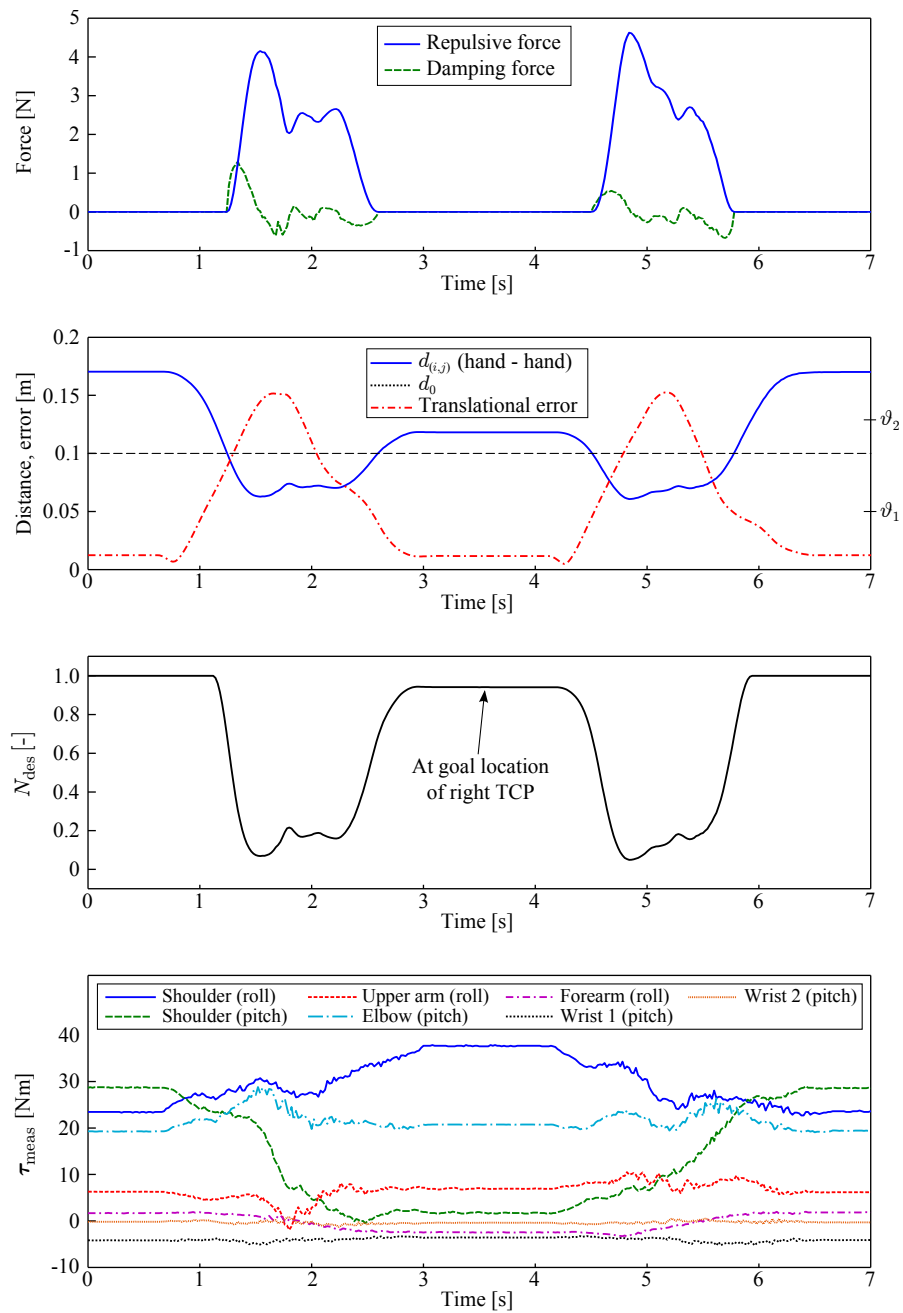 5
4
3
2
1
0
-1
Force [N]
Repulsive force
Damping force
0 1 2 3 4 5 6 7
Time [s]
0.2
0.15
0.1
0.05
0
Distance, error [m]
d(i,j) (hand - hand)
d0
Translational error
ϑ2
ϑ1
0 1 2 3 4 5 6 7
Time [s]
1.0
0.8
0.6
0.4
0.2
0
Ndes [-]
At goal location
of right TCP
0 1 2 3 4 5 6 7
Time [s]
Shoulder (roll) Upper arm (roll) Forearm (roll) Wrist 2 (pitch)
Shoulder (pitch) Elbow (pitch) Wrist 1 (pitch)
40
30
20
10
0
-10
τmeas [Nm]
0 1 2 3 4 5 6 7
Time [s]